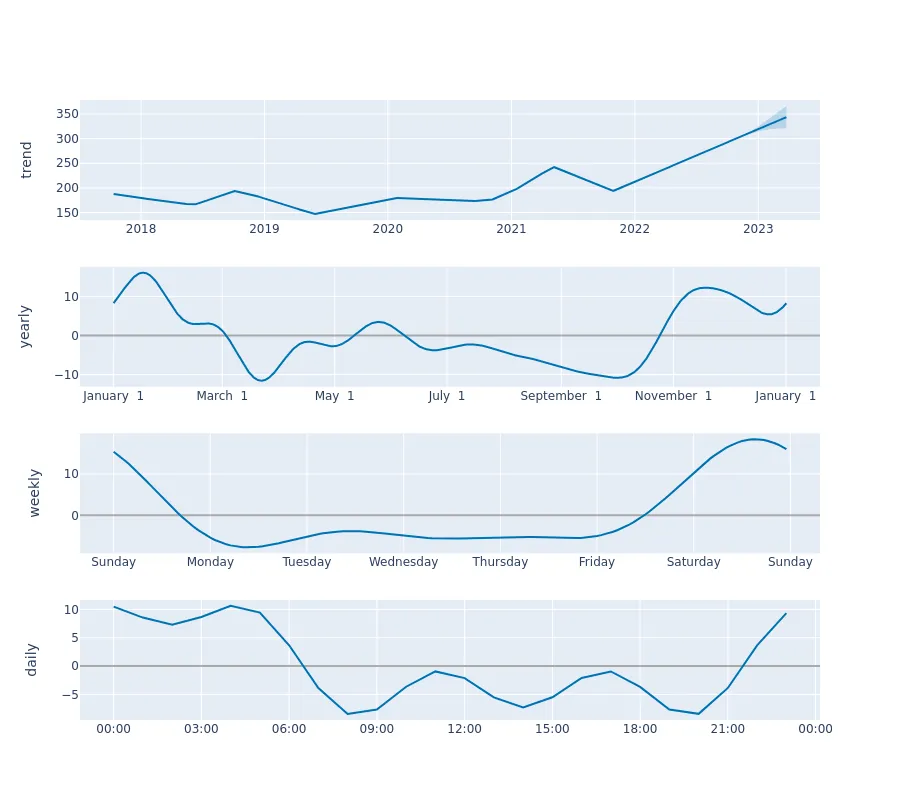 trend
350
300
250
200
150
2018 2019 2020 2021 2022 2023
yearly
10
0
−10
January 1 March 1 May 1 July 1 September 1 November 1 January 1
weekly
10
0
Sunday Monday Tuesday Wednesday Thursday Friday Saturday Sunday
daily
10
5
0
−5
00:00 03:00 06:00 09:00 12:00 15:00 18:00 21:00 00:00